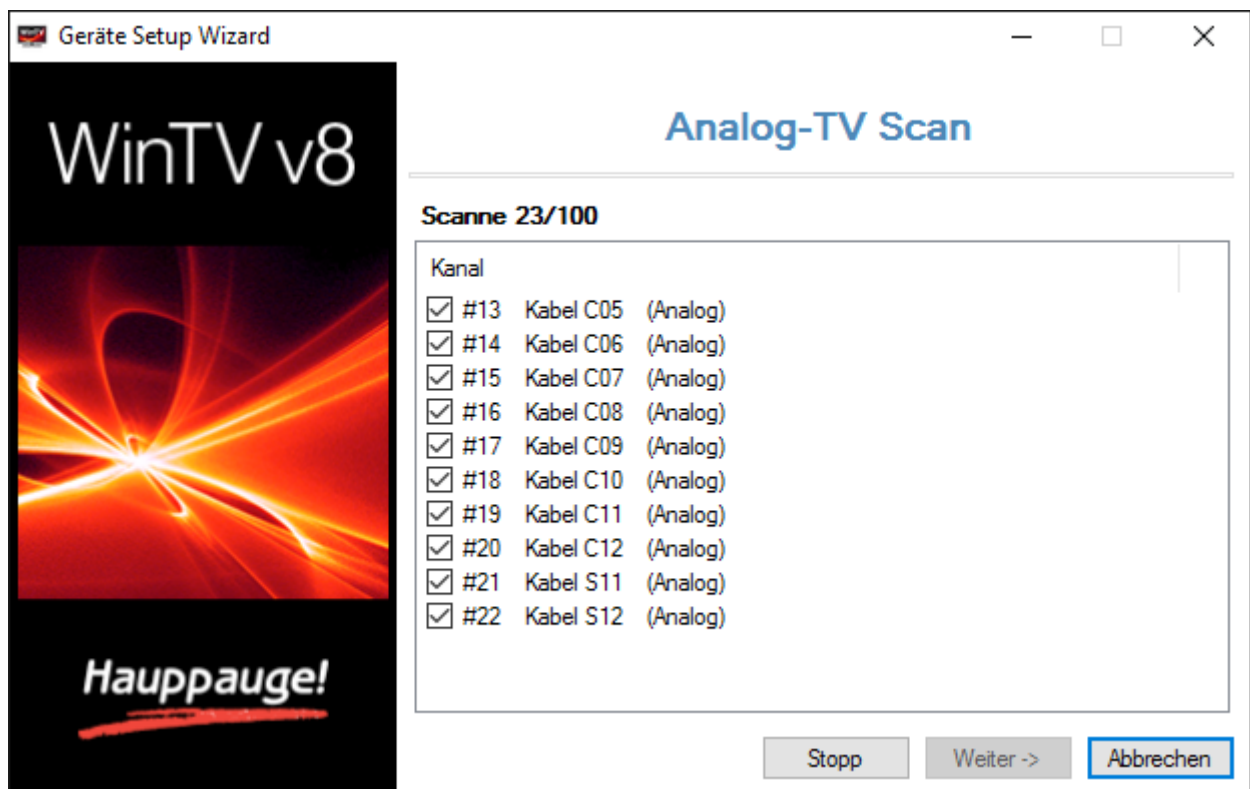 Geräte Setup Wizard
WinTV v8
Analog-TV Scan
Scanne 23/100
Kanal
#13 Kabel C05 (Analog)
#14 Kabel C06 (Analog)
#15 Kabel C07 (Analog)
#16 Kabel C08 (Analog)
#17 Kabel C09 (Analog)
#18 Kabel C10 (Analog)
#19 Kabel C11 (Analog)
#20 Kabel C12 (Analog)
#21 Kabel S11 (Analog)
#22 Kabel S12 (Analog)
Hauppauge!
Stopp Weiter -> Abbrechen